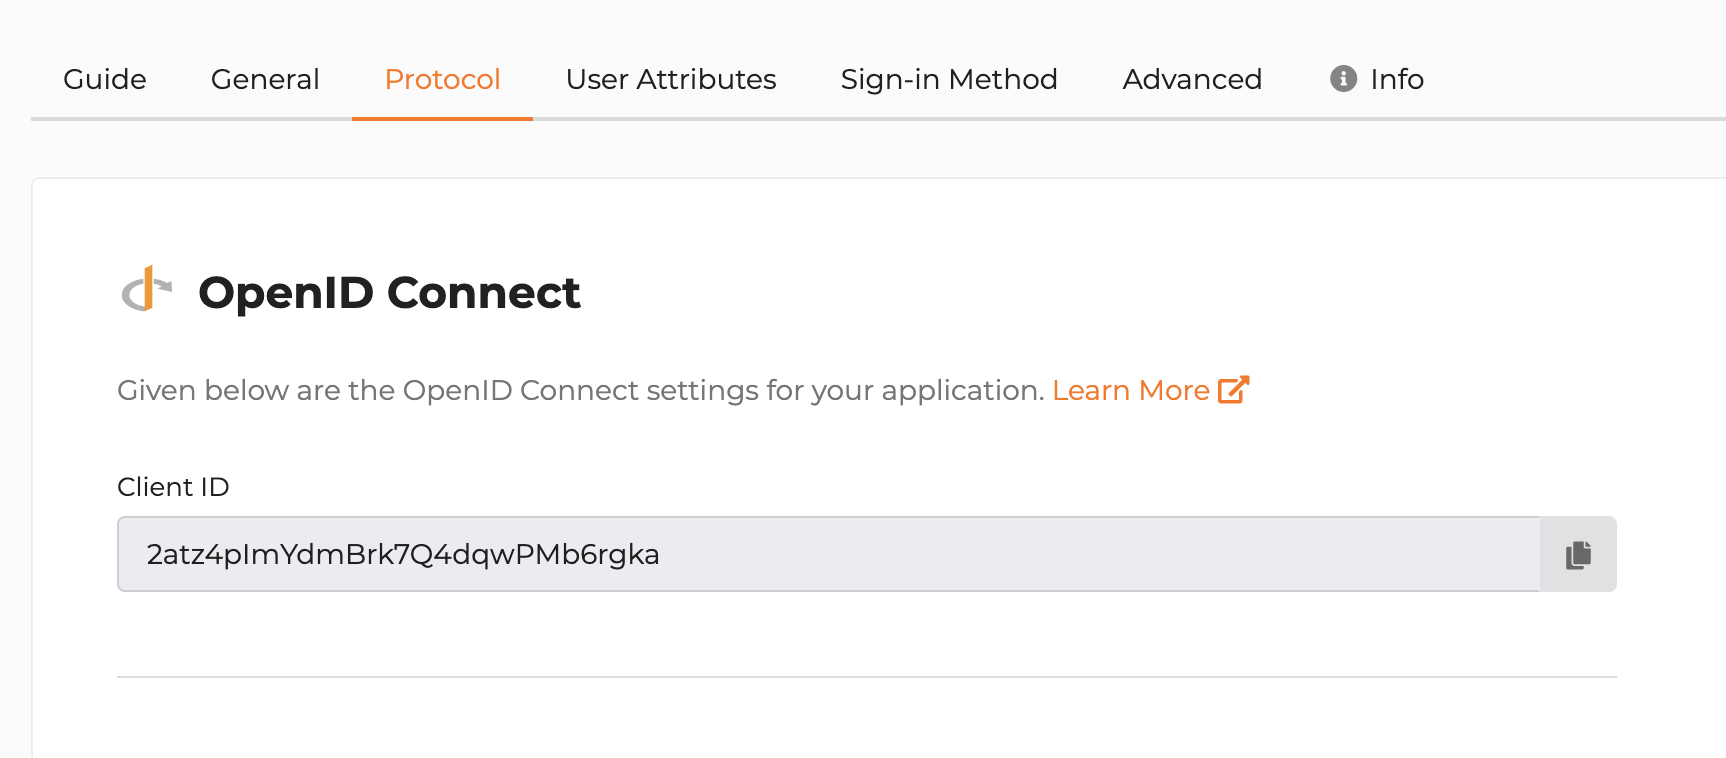 Guide General Protocol User Attributes Sign-in Method Advanced Info
OpenID Connect
Given below are the OpenID Connect settings for your application. Learn More
Client ID
2atz4pImYdmBrk7Q4dqwPMb6rgka